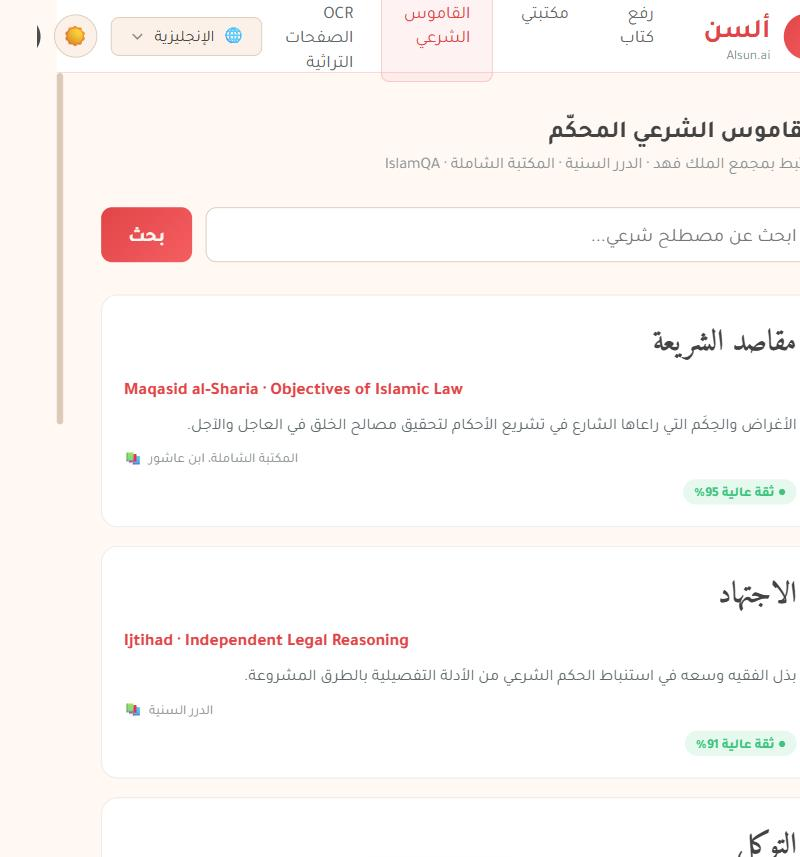 ألسن
Alsun.ai
رفع
كتاب
مكتبتي
القاموس
الشرعي
OCR
الصفحات
التراثية
الإنجليزية
الشرعي المحكّم
بمجمع الملك فهد · الدرر السنية · المكتبة الشاملة · IslamQA
ابحث عن مصطلح شرعي...
بحث
مقاصد الشريعة
Maqasid al-Sharia · Objectives of Islamic Law
الأغراض والحِكَم التي راعاها الشارع في تشريع الأحكام لتحقيق مصالح الخلق في العاجل والآجل.
المكتبة الشاملة، ابن عاشور
ثقة عالية 95%
الاجتهاد
Ijtihad · Independent Legal Reasoning
بذل الفقيه وسعه في استنباط الحكم الشرعي من الأدلة التفصيلية بالطرق المشروعة.
الدرر السنية
ثقة عالية 91%
التوكل